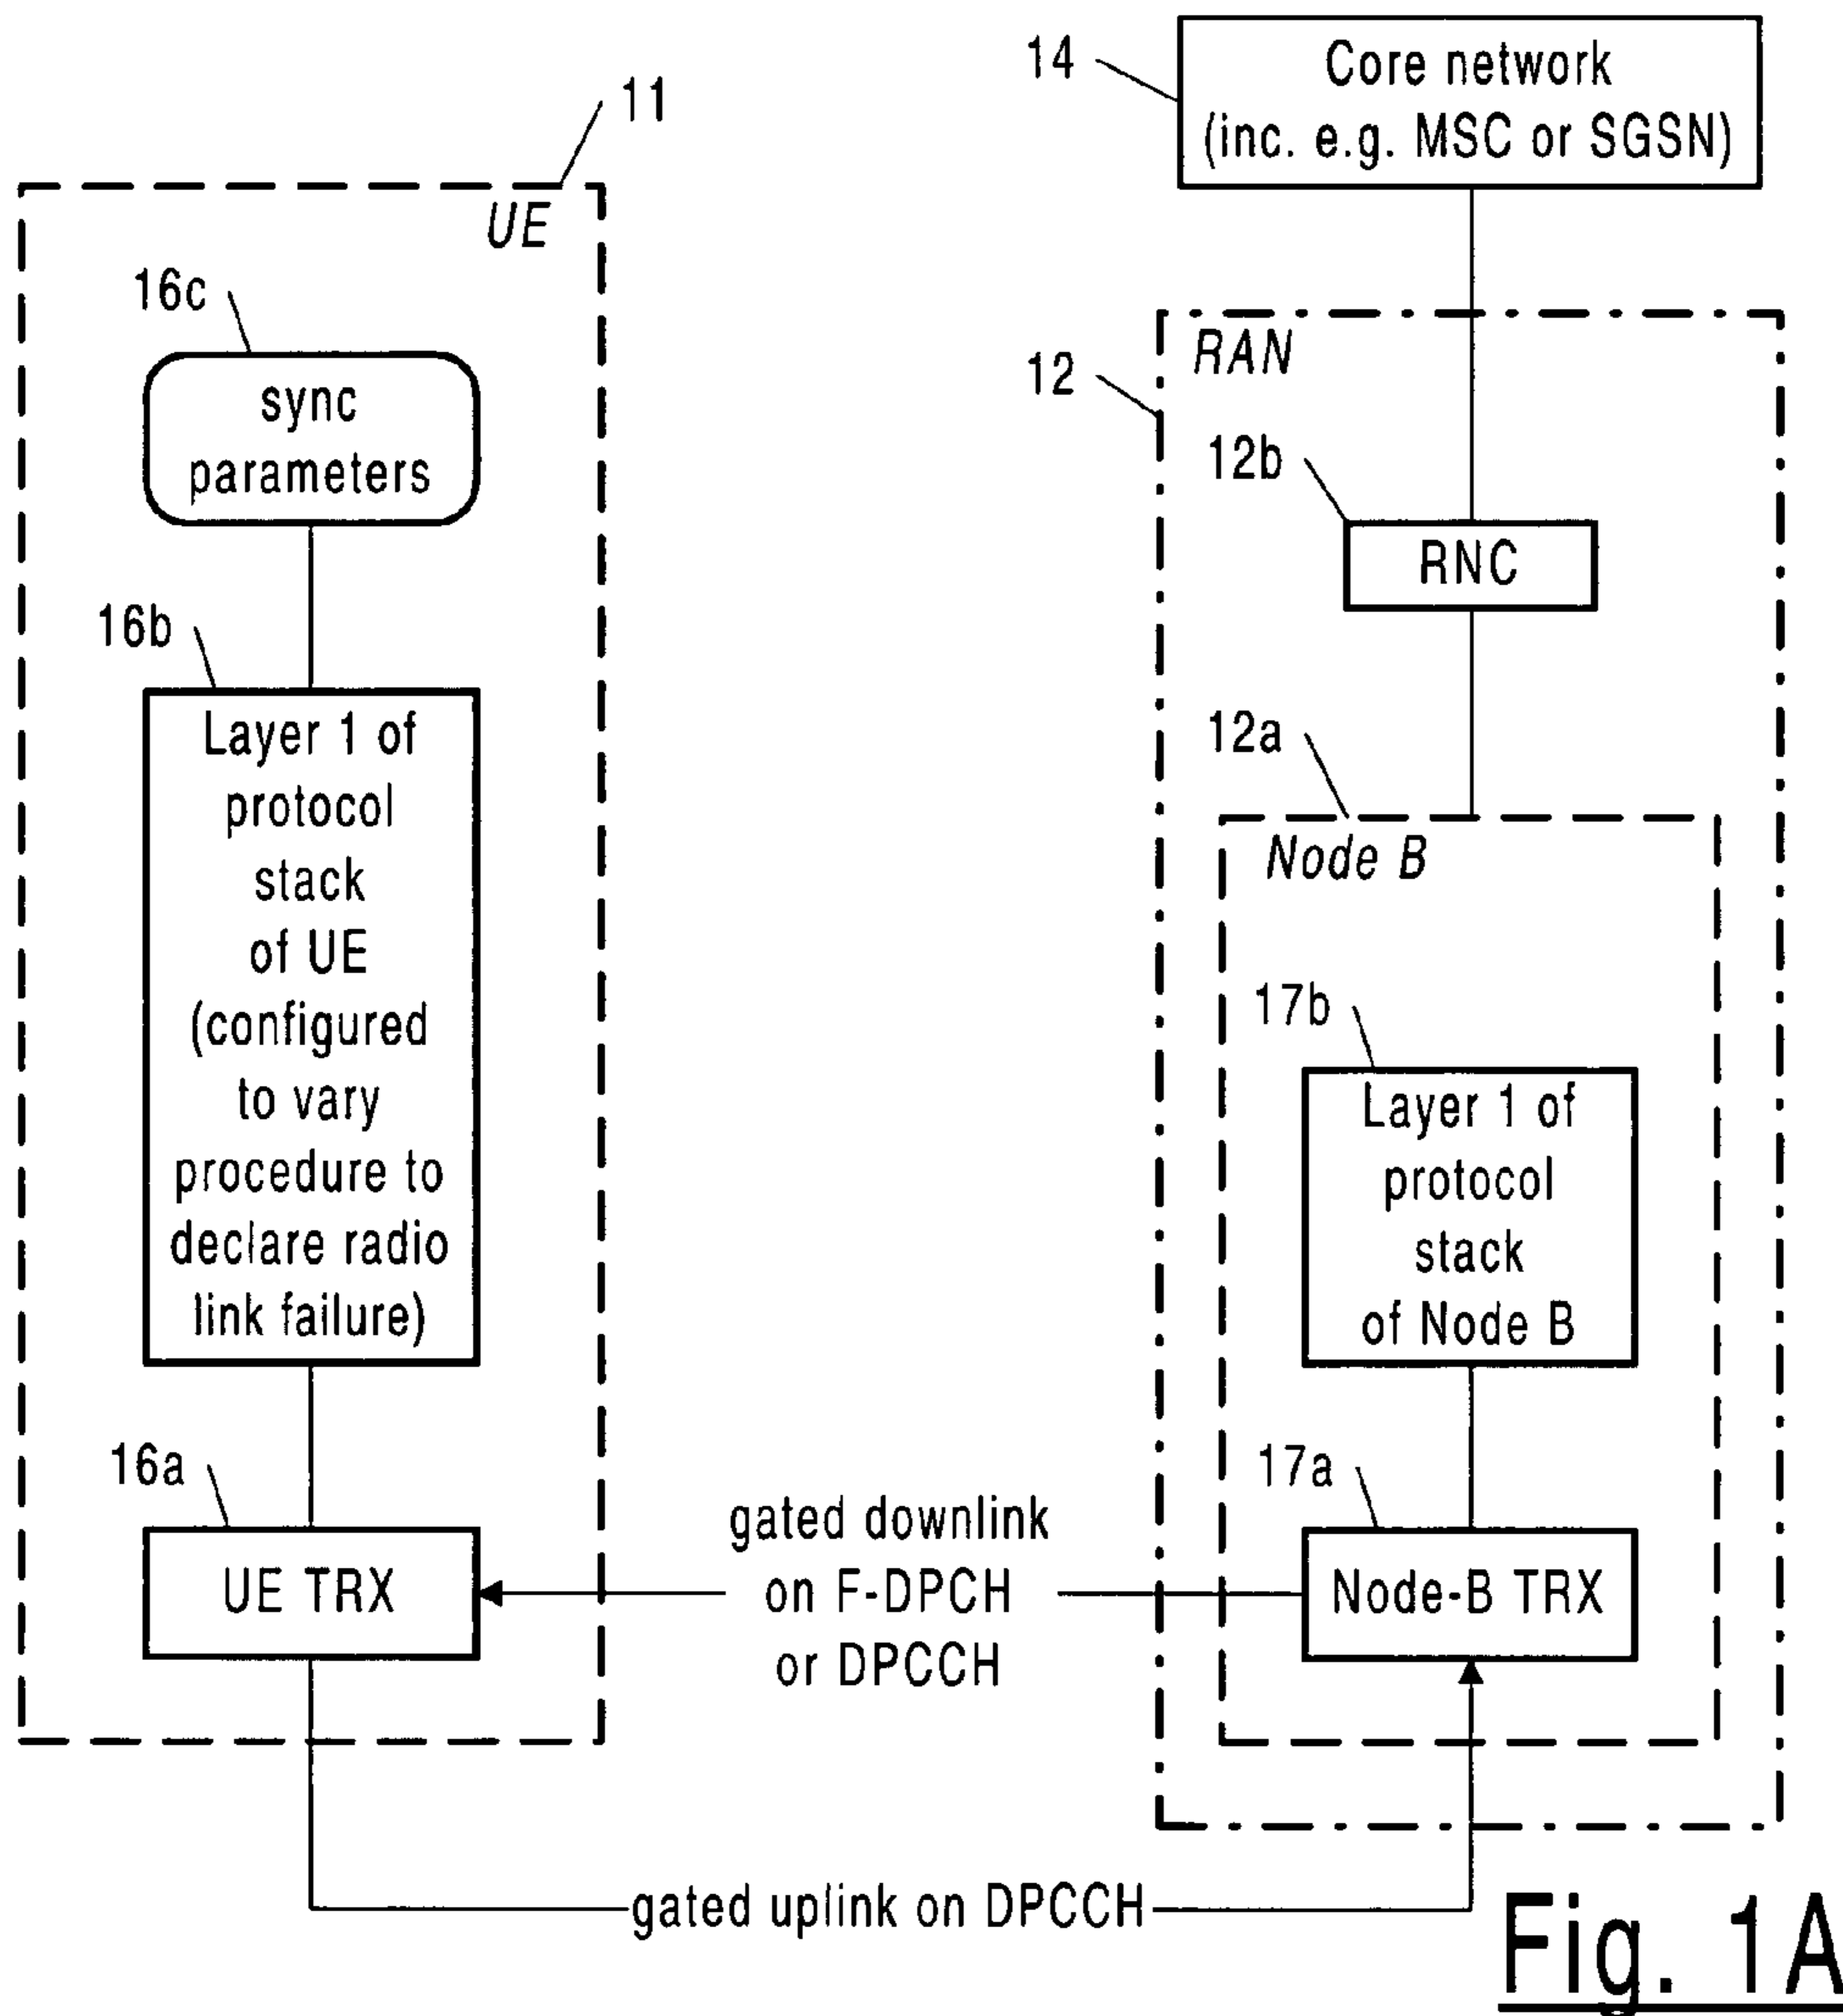 14
Core network
(inc. e.g. MSC or SGSN)
11
UE
16c
sync
parameters
16b
Layer 1 of
protocol
stack
of UE
(configured
to vary
procedure to
declare radio
link failure)
16a
UE TRX
12
RAN
12b
RNC
12a
Node B
17b
Layer 1 of
protocol
stack
of Node B
17a
Node-B TRX
gated downlink
on F-DPCH
or DPCCH
gated uplink on DPCCH
Fig. 1A